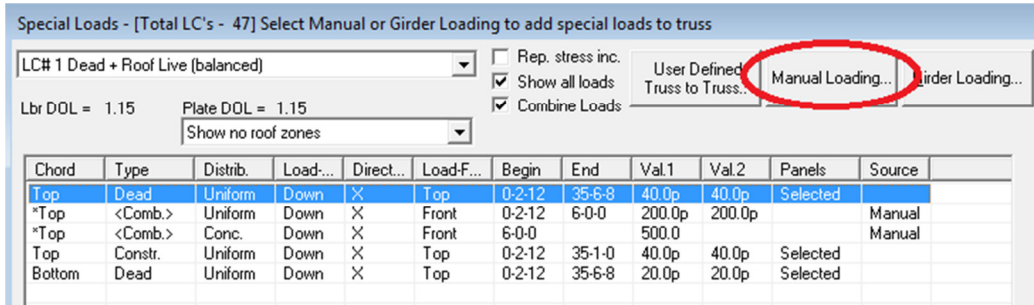 Special Loads - [Total LC's - 47] Select Manual or Girder Loading to add special loads to truss
LC# 1 Dead + Roof Live (balanced)
Rep. stress inc.
Show all loads
Combine Loads
User Defined
Truss to Truss..
Manual Loading...
Girder Loading...
Lbr DOL = 1.15 Plate DOL = 1.15
Show no roof zones
Chord Type Distrib. Load-... Direct... Load-F... Begin End Val.1 Val.2 Panels Source
Top Dead Uniform Down X Top 0-2-12 35-6-8 40.0p 40.0p Selected
*Top <Comb.> Uniform Down X Front 0-2-12 6-0-0 200.0p 200.0p Manual
*Top <Comb.> Conc. Down X Front 6-0-0 500.0 Manual
Top Constr. Uniform Down X Top 0-2-12 35-1-0 40.0p 40.0p Selected
Bottom Dead Uniform Down X Top 0-2-12 35-6-8 20.0p 20.0p Selected